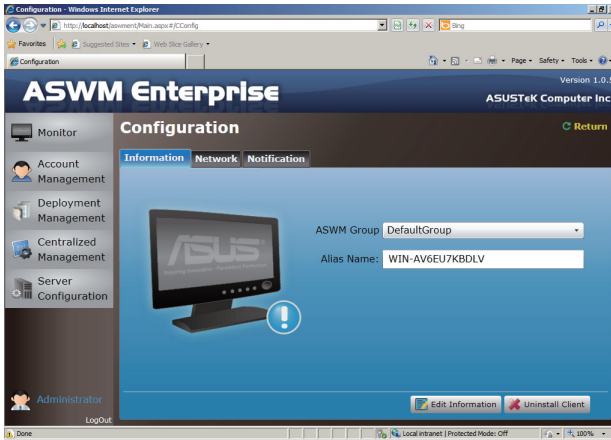 Configuration - Windows Internet Explorer
http://localhost/aswment/Main.aspx#/CConfig
Bing
Favorites Suggested Sites Web Slice Gallery
Configuration
Page Safety Tools
Version 1.0.5
ASWM Enterprise
ASUSTeK Computer Inc
Monitor
Configuration
Return
Information Network Notification
Account Management
Deployment Management
Centralized Management
Server Configuration
ASWM Group DefaultGroup
/SUS
Alias Name: WIN-AV6EU7KBDLV
Administrator
LogOut
Edit Information Uninstall Client
Done
Local intranet | Protected Mode: Off
100%